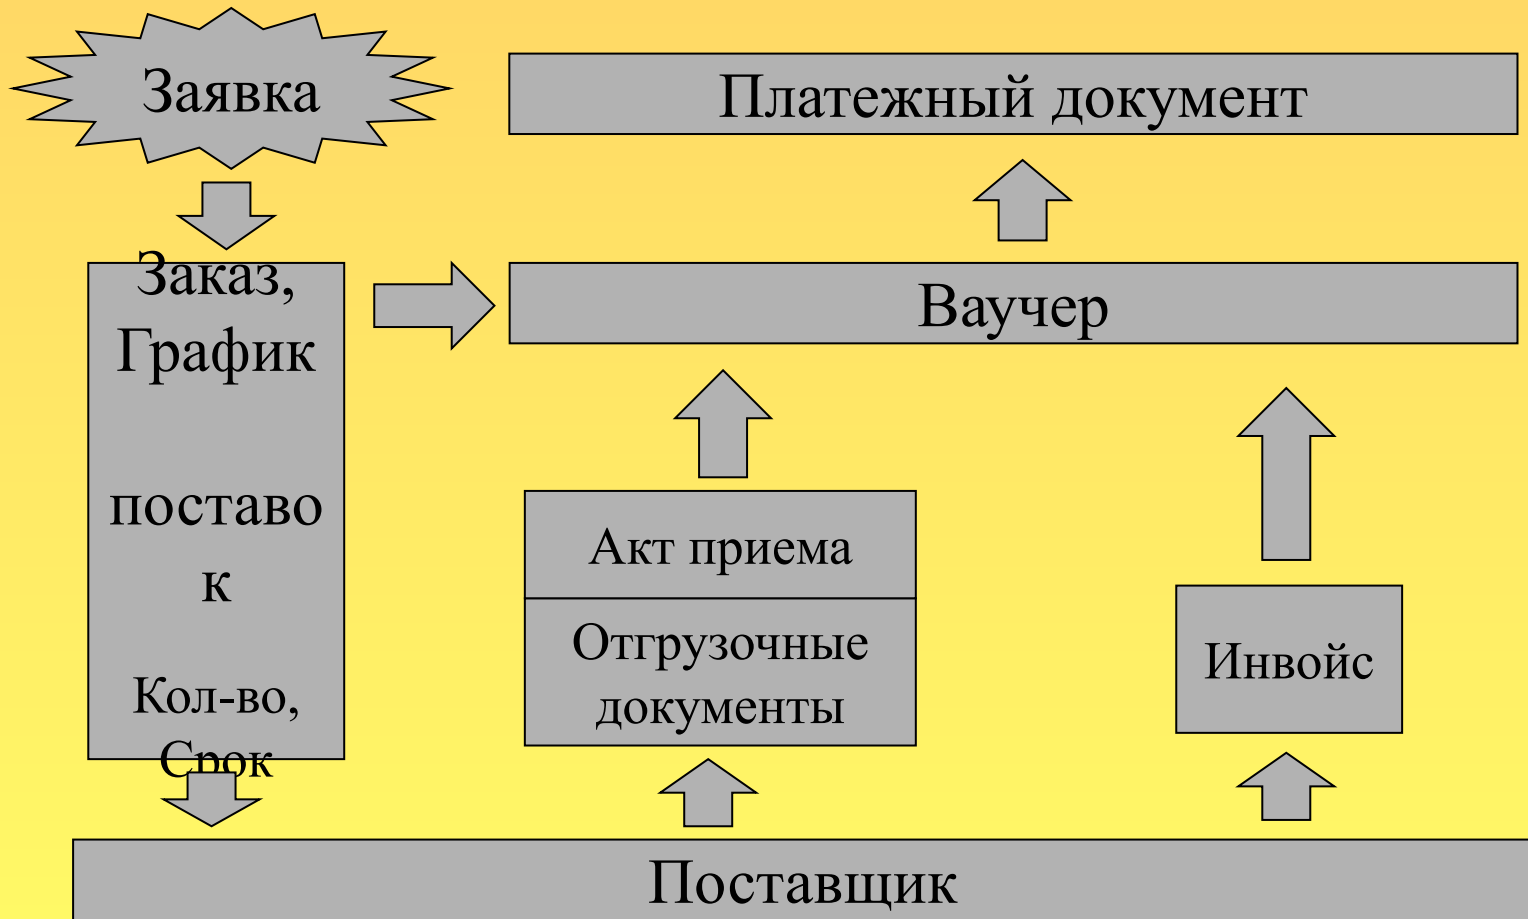 Заявка
Платежный документ
Заказ,
График
поставо
к
Кол-во,
Срок
Ваучер
Акт приема
Отгрузочные
документы
Инвойс
Поставщик